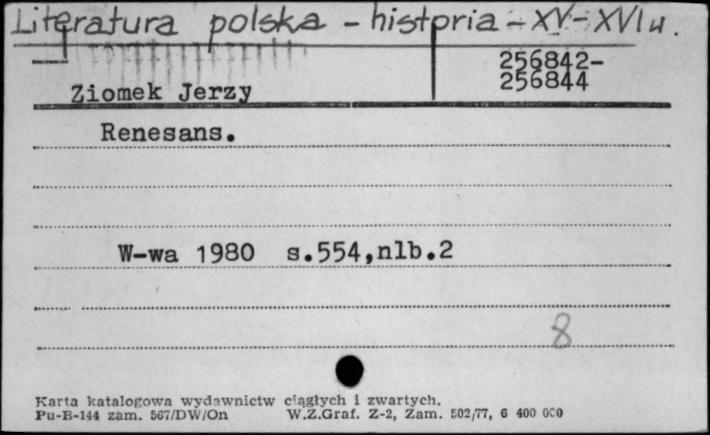 Literatura polska - historia - XV-XVI w.
256842-
256844
Ziomek Jerzy
Renesans.
W-wa 1980 s.554,nlb.2
8
Karta katalogowa wydawnictw ciągłych i zwartych.
Pu-B-144 zam. 567/DW/On W.Z.Graf. Z-2, Zam. 502/77, 6 400 000